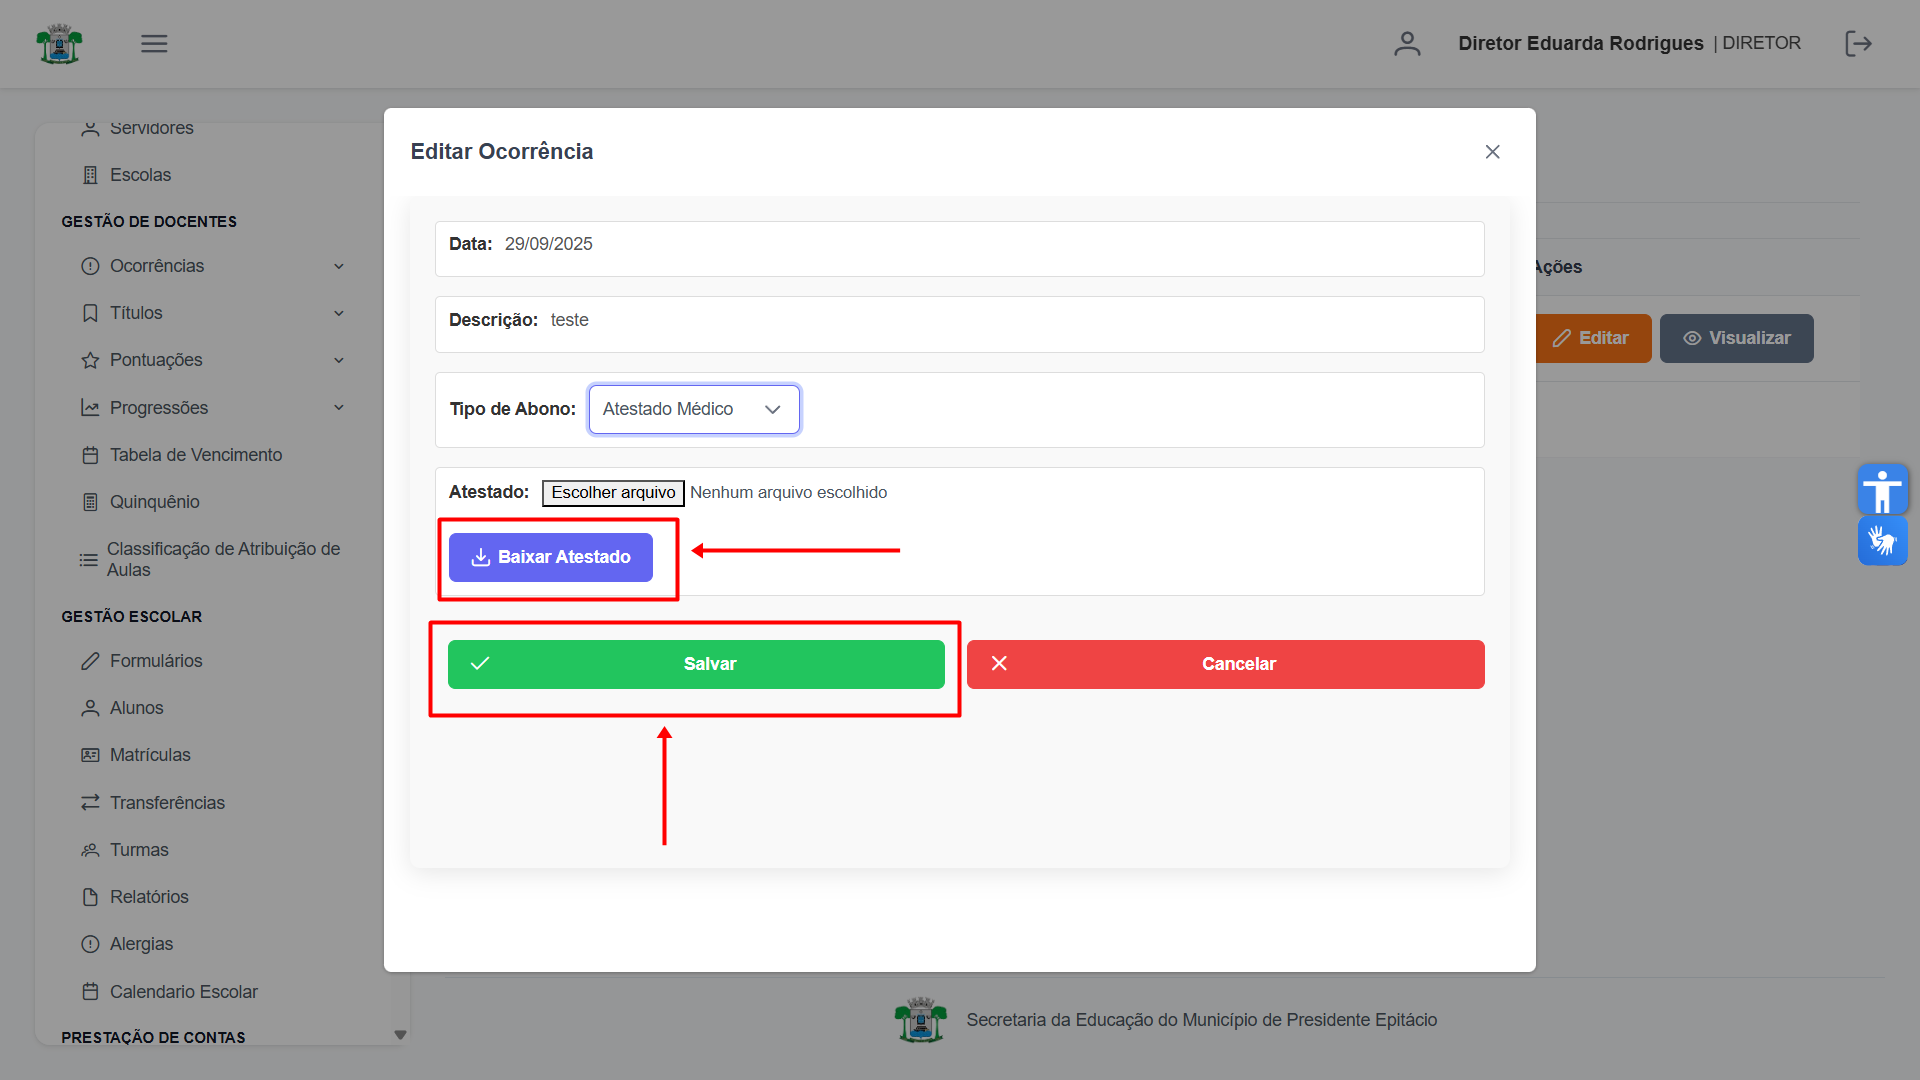 Diretor Eduarda Rodrigues | DIRETOR
Servidores
Escolas
GESTÃO DE DOCENTES
Ocorrências
Títulos
Pontuações
Progressões
Tabela de Vencimento
Quinquênio
Classificação de Atribuição de
Aulas
GESTÃO ESCOLAR
Formulários
Alunos
Matrículas
Transferências
Turmas
Relatórios
Alergias
Calendario Escolar
PRESTAÇÃO DE CONTAS
Editar Ocorrência
Data: 29/09/2025
Descrição: teste
Tipo de Abono: Atestado Médico
Atestado: Escolher arquivo Nenhum arquivo escolhido
Baixar Atestado
Salvar Cancelar
Ações
Editar Visualizar
Secretaria da Educação do Município de Presidente Epitácio